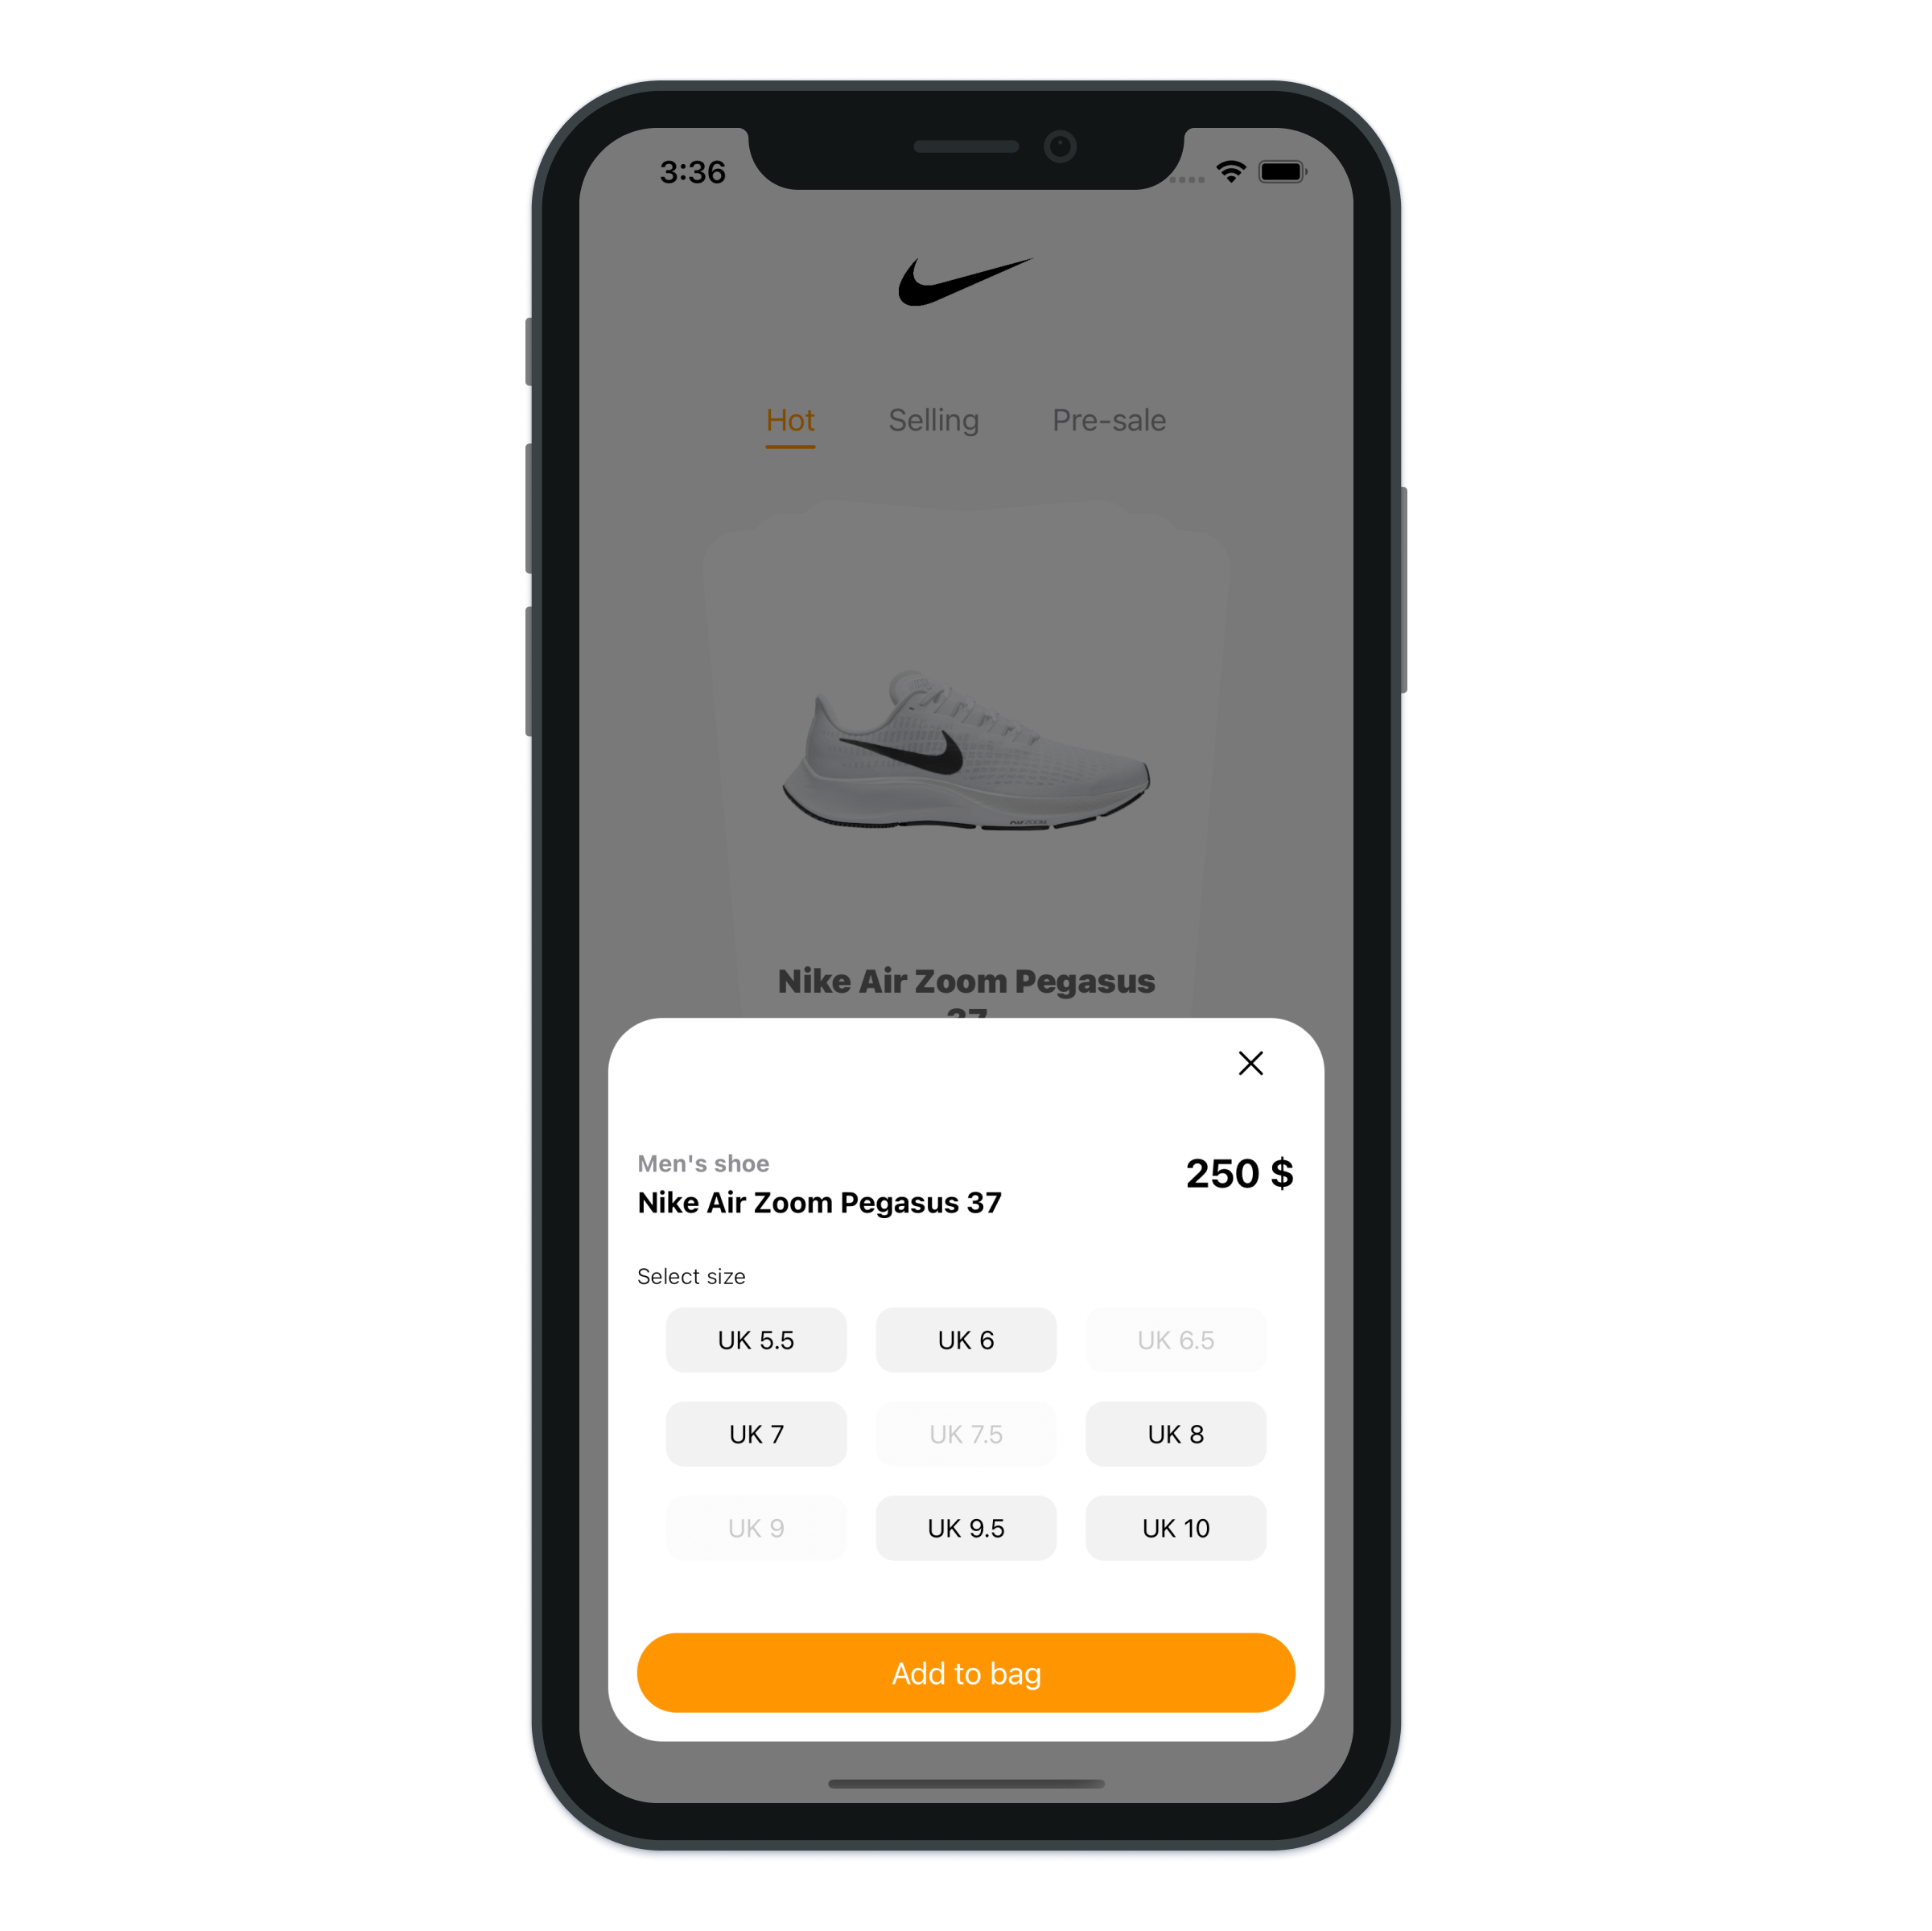 3:36
Hot Selling Pre-sale
Nike Air Zoom Pegasus
37
Men's shoe
250 $
Nike Air Zoom Pegasus 37
Select size
UK 5.5 UK 6 UK 6.5
UK 7 UK 7.5 UK 8
UK 9 UK 9.5 UK 10
Add to bag